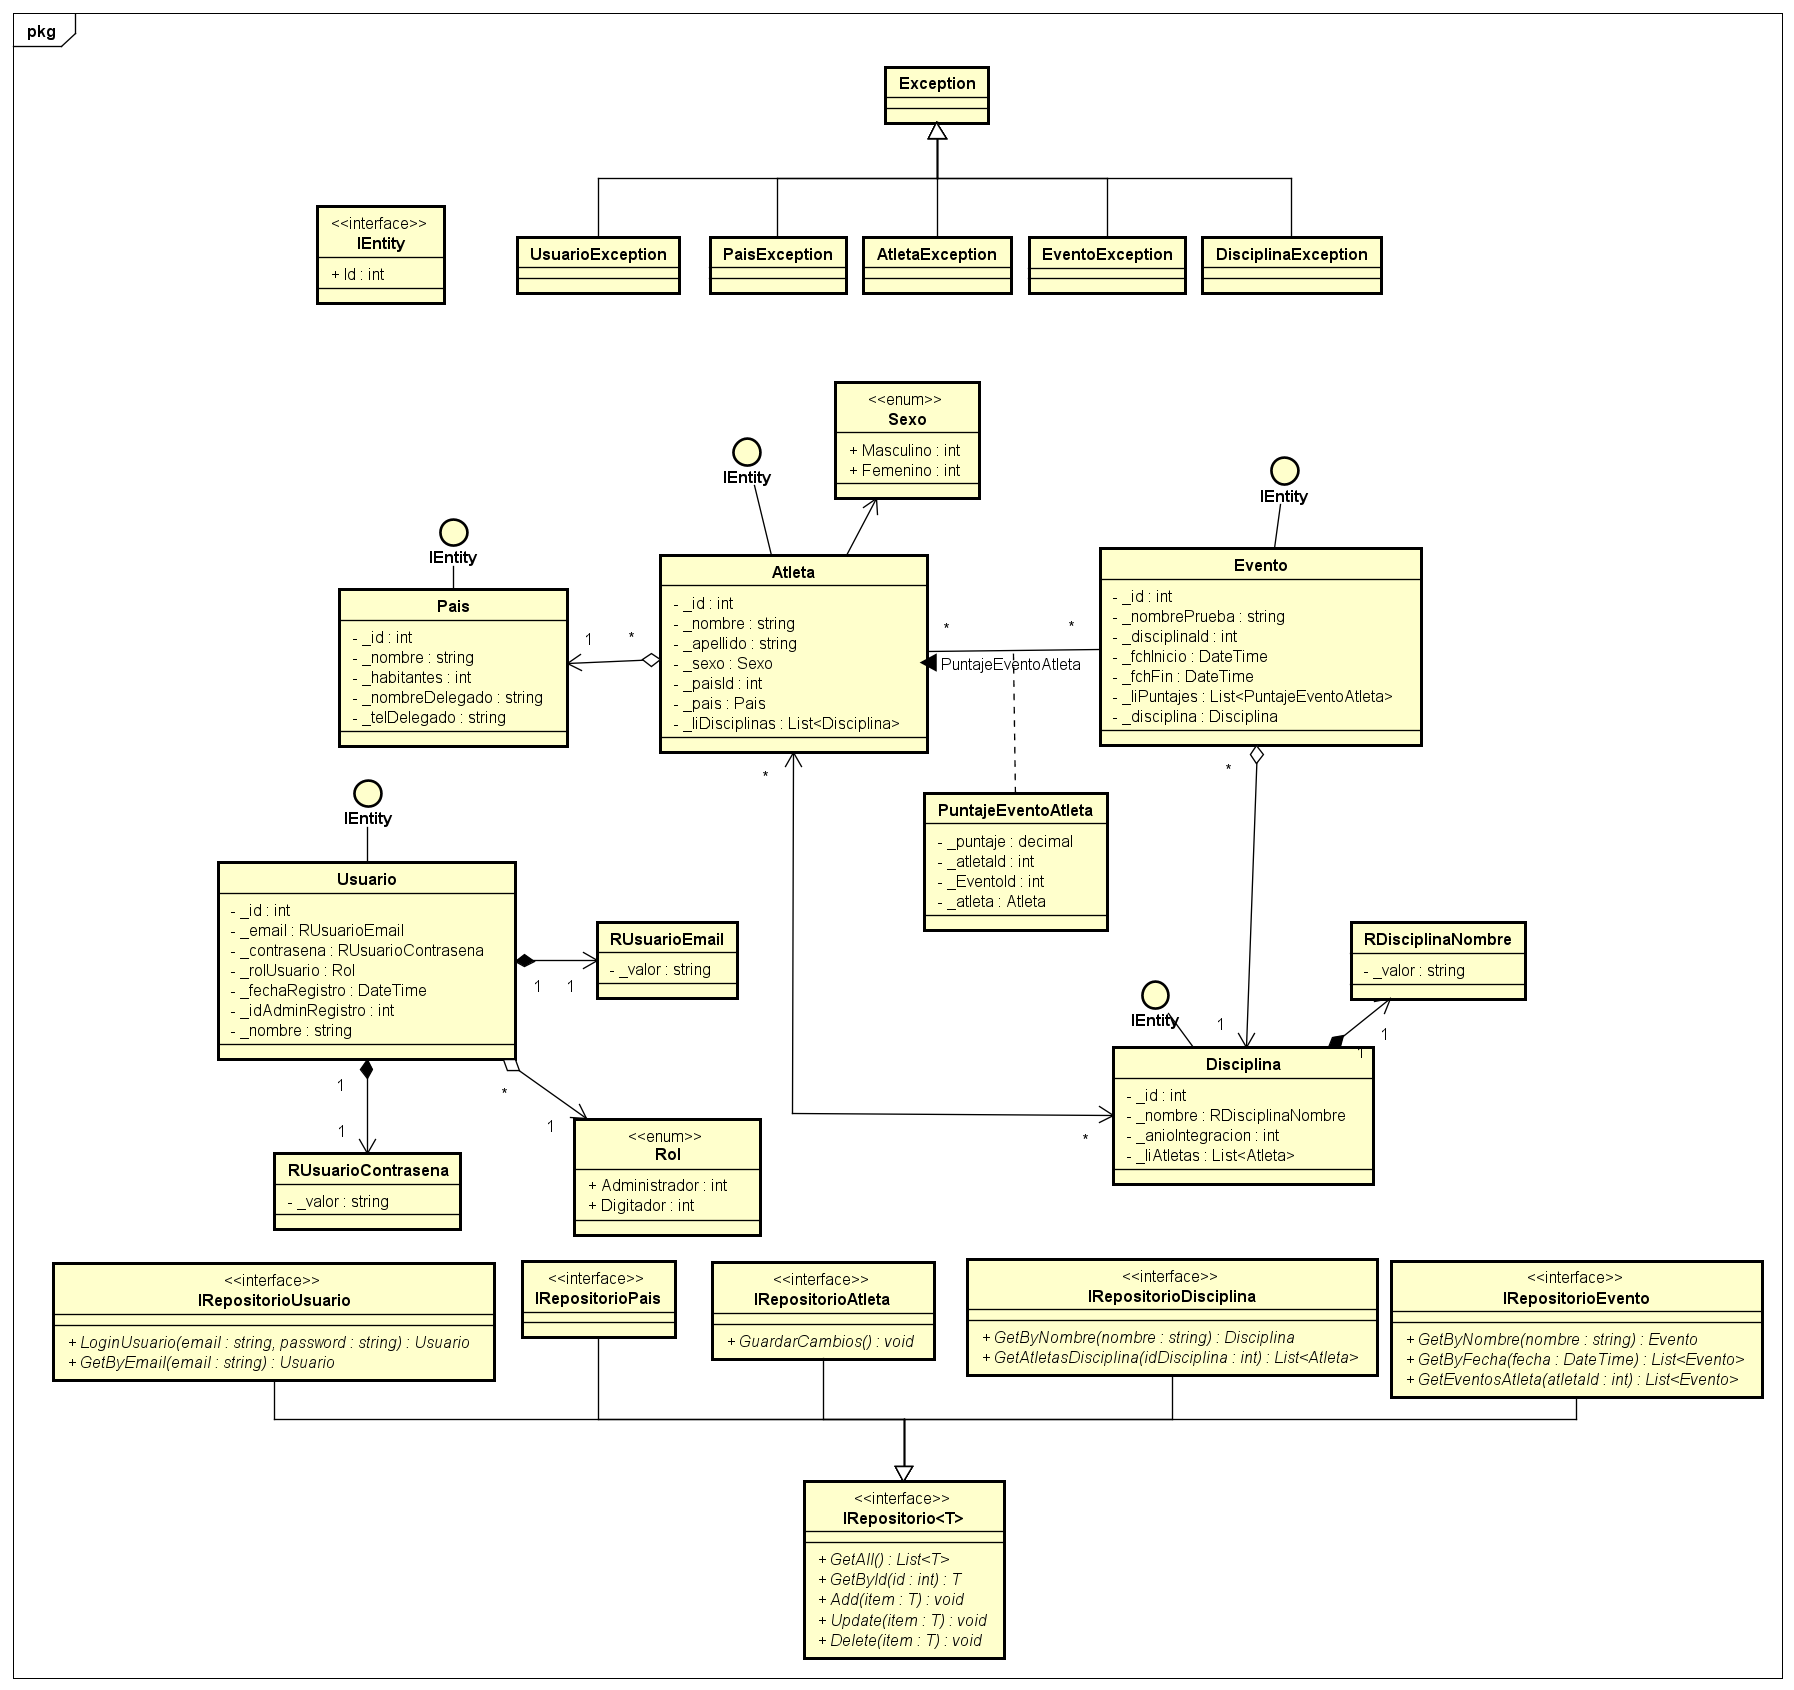 pkg
Exception
<<interface>>
IEntity
+ Id : int
UsuarioException
PaisException
AtletaException
EventoException
DisciplinaException
<<enum>>
Sexo
+ Masculino : int
+ Femenino : int
IEntity
IEntity
IEntity
Pais
- _id : int
- _nombre : string
- _habitantes : int
- _nombreDelegado : string
- _telDelegado : string
1
*
Atleta
- _id : int
- _nombre : string
- _apellido : string
- _sexo : Sexo
- _paisId : int
- _pais : Pais
- _liDisciplinas : List<Disciplina>
*
*
PuntajeEventoAtleta
Evento
- _id : int
- _nombrePrueba : string
- _disciplinaId : int
- _fchInicio : DateTime
- _fchFin : DateTime
- _liPuntajes : List<PuntajeEventoAtleta>
- _disciplina : Disciplina
*
*
IEntity
PuntajeEventoAtleta
- _puntaje : decimal
- _atletaId : int
- _EventoId : int
- _atleta : Atleta
Usuario
- _id : int
- _email : RUsuarioEmail
- _contrasena : RUsuarioContrasena
- _rolUsuario : Rol
- _fechaRegistro : DateTime
- _idAdminRegistro : int
- _nombre : string
1
1
RUsuarioEmail
- _valor : string
RDisciplinaNombre
- _valor : string
IEntity
1
1
1
Disciplina
- _id : int
- _nombre : RDisciplinaNombre
- _anioIntegracion : int
- _liAtletas : List<Atleta>
*
1
1
*
1
RUsuarioContrasena
- _valor : string
<<enum>>
Rol
+ Administrador : int
+ Digitador : int
<<interface>>
IRepositorioUsuario
+ LoginUsuario(email : string, password : string) : Usuario
+ GetByEmail(email : string) : Usuario
<<interface>>
IRepositorioPais
<<interface>>
IRepositorioAtleta
+ GuardarCambios() : void
<<interface>>
IRepositorioDisciplina
+ GetByNombre(nombre : string) : Disciplina
+ GetAtletasDisciplina(idDisciplina : int) : List<Atleta>
<<interface>>
IRepositorioEvento
+ GetByNombre(nombre : string) : Evento
+ GetByFecha(fecha : DateTime) : List<Evento>
+ GetEventosAtleta(atletaId : int) : List<Evento>
<<interface>>
IRepositorio<T>
+ GetAll() : List<T>
+ GetById(id : int) : T
+ Add(item : T) : void
+ Update(item : T) : void
+ Delete(item : T) : void